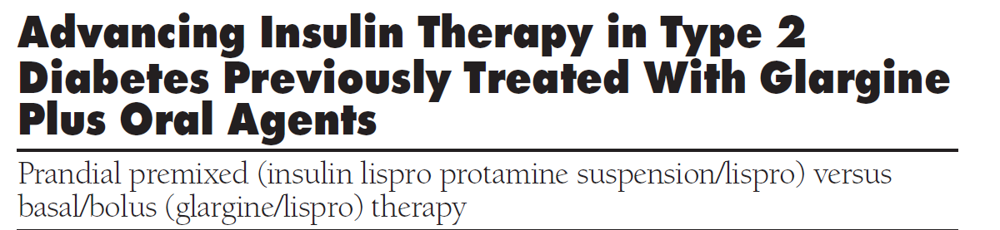 Advancing Insulin Therapy in Type 2
Diabetes Previously Treated With Glargine
Plus Oral Agents
Prandial premixed (insulin lispro protamine suspension/lispro) versus
basal/bolus (glargine/lispro) therapy